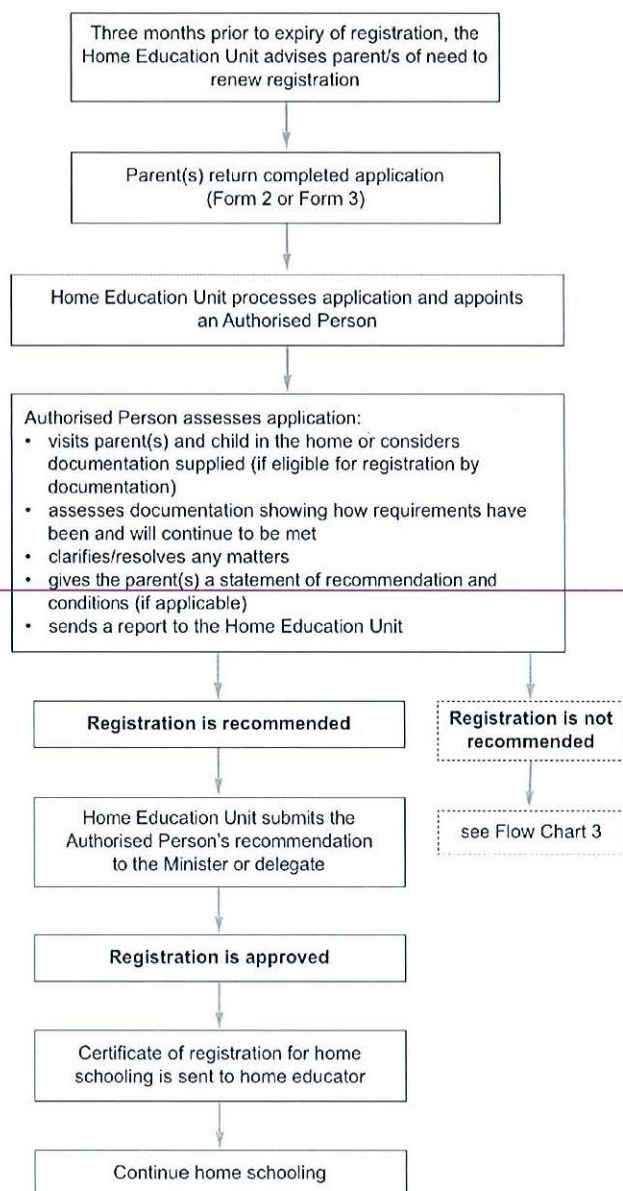 Three months prior to expiry of registration, the
Home Education Unit advises parent/s of need to
renew registration
Parent(s) return completed application
(Form 2 or Form 3)
Home Education Unit processes application and appoints
an Authorised Person
Authorised Person assesses application:
• visits parent(s) and child in the home or considers
documentation supplied (if eligible for registration by
documentation)
• assesses documentation showing how requirements have
been and will continue to be met
• clarifies/resolves any matters
• gives the parent(s) a statement of recommendation and
conditions (if applicable)
• sends a report to the Home Education Unit
Registration is recommended
Registration is not
recommended
Home Education Unit submits the
Authorised Person's recommendation
to the Minister or delegate
see Flow Chart 3
Registration is approved
Certificate of registration for home
schooling is sent to home educator
Continue home schooling